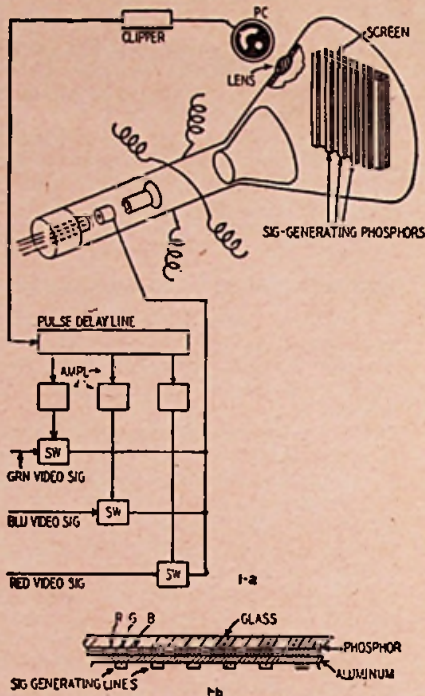 PC
CLIPPER
SCREEN
LENS
SIG-GENERATING PHOSPHORS
PULSE DELAY LINE
AMPL
SW
GRN VIDEO SIG
SW
BLU VIDEO SIG
SW
RED VIDEO SIG
1-a
R G B
GLASS
PHOSPHOR
ALUMINUM
SIG GENERATING LINES
1-b